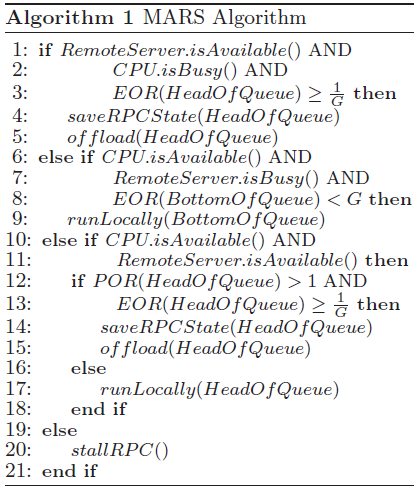 Algorithm 1 MARS Algorithm
1: if RemoteServer.isAvailable() AND
2: CPU.isBusy() AND
3: EOR(HeadOfQueue) ≥ 1/G then
4: saveRPCState(HeadOfQueue)
5: offload(HeadOfQueue)
6: else if CPU.isAvailable() AND
7: RemoteServer.isBusy() AND
8: EOR(BottomOfQueue) < G then
9: runLocally(BottomOfQueue)
10: else if CPU.isAvailable() AND
11: RemoteServer.isAvailable() then
12: if POR(HeadOfQueue) > 1 AND
13: EOR(HeadOfQueue) ≥ 1/G then
14: saveRPCState(HeadOfQueue)
15: offload(HeadOfQueue)
16: else
17: runLocally(HeadOfQueue)
18: end if
19: else
20: stallRPC()
21: end if